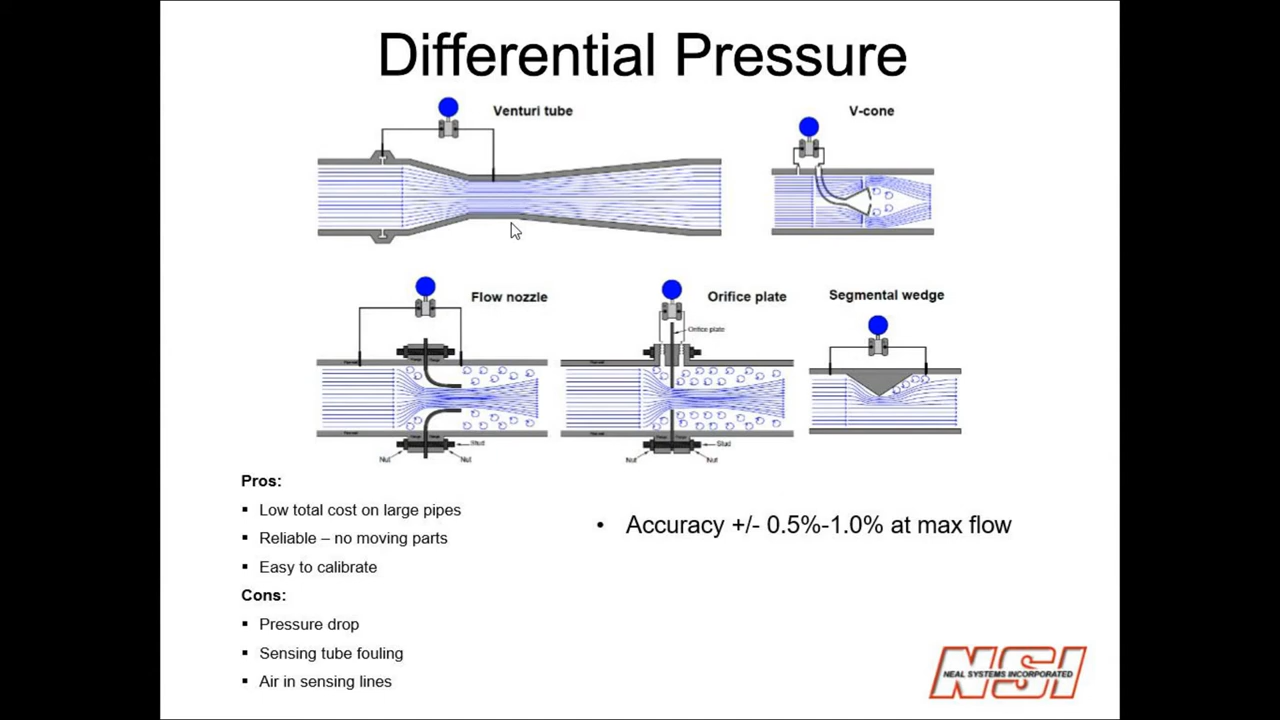 Differential Pressure
Venturi tube
V-cone
Flow nozzle
Orifice plate
Segmental wedge
Orifice plate
Stud
Nut
Nut
Stud
Nut
Nut
Pros:
▪ Low total cost on large pipes
▪ Reliable – no moving parts
▪ Easy to calibrate
Cons:
▪ Pressure drop
▪ Sensing tube fouling
▪ Air in sensing lines
• Accuracy +/- 0.5%-1.0% at max flow
NSI
NEAL SYSTEMS INCORPORATED